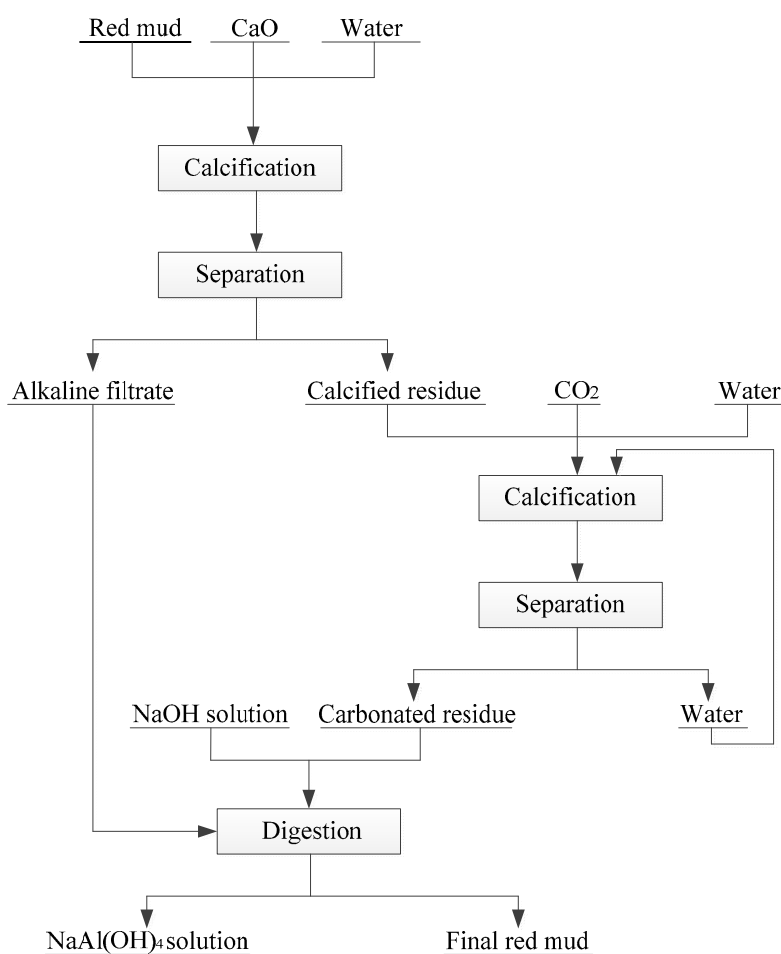 Red mud CaO Water
Calcification
Separation
Alkaline filtrate Calcified residue CO2 Water
Calcification
Separation
NaOH solution Carbonated residue Water
Digestion
NaAl(OH)4 solution Final red mud